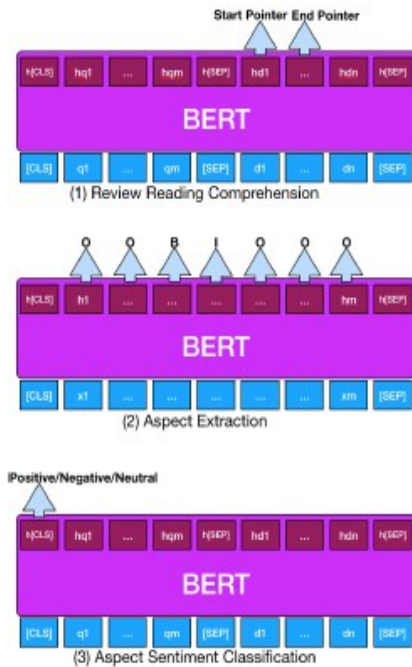 Start Pointer End Pointer
h[CLS] hq1 ... hqm h[SEP] hd1 ... hdn h[SEP]
BERT
[CLS] q1 ... qm [SEP] d1 ... dn [SEP]
(1) Review Reading Comprehension
O O B I O O O
h[CLS] h1 ... ... ... ... ... hm h[SEP]
BERT
[CLS] x1 ... ... ... ... ... xm [SEP]
(2) Aspect Extraction
lPositive/Negative/Neutral
h[CLS] hq1 ... hqm h[SEP] hd1 ... hdn h[SEP]
BERT
[CLS] q1 ... qm [SEP] d1 ... dn [SEP]
(3) Aspect Sentiment Classification